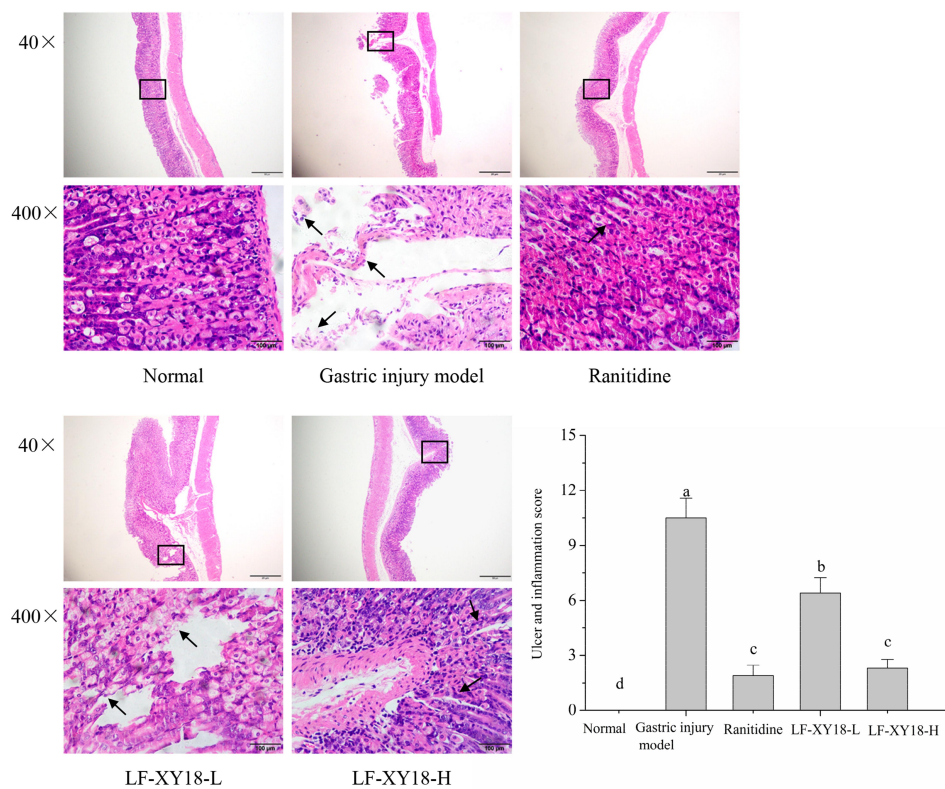 40×
400×
100 μm
100 μm
100 μm
Normal
Gastric injury model
Ranitidine
40×
400×
100 μm
100 μm
LF-XY18-L
LF-XY18-H
Ulcer and inflammation score
15
12
9
6
3
0
d
a
c
b
c
Normal
Gastric injury
model
Ranitidine
LF-XY18-L
LF-XY18-H